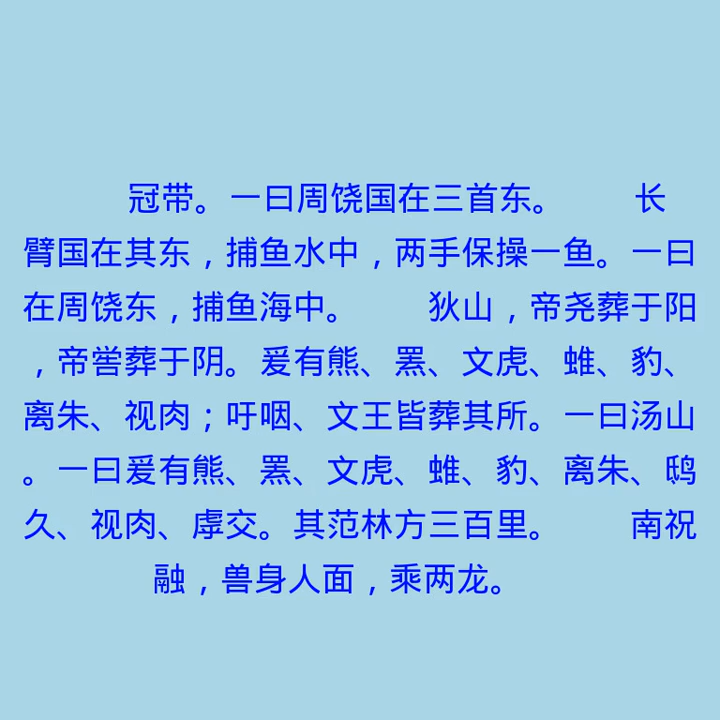 冠带。一曰周饶国在三首东。　　长
臂国在其东，捕鱼水中，两手保操一鱼。一曰
在周饶东，捕鱼海中。　　狄山，帝尧葬于阳
，帝喾葬于阴。爰有熊、罴、文虎、蜼、豹、
离朱、视肉；吁咽、文王皆葬其所。一曰汤山
。一曰爰有熊、罴、文虎、蜼、豹、离朱、鸱
久、视肉、虖交。其范林方三百里。　　南祝
融，兽身人面，乘两龙。